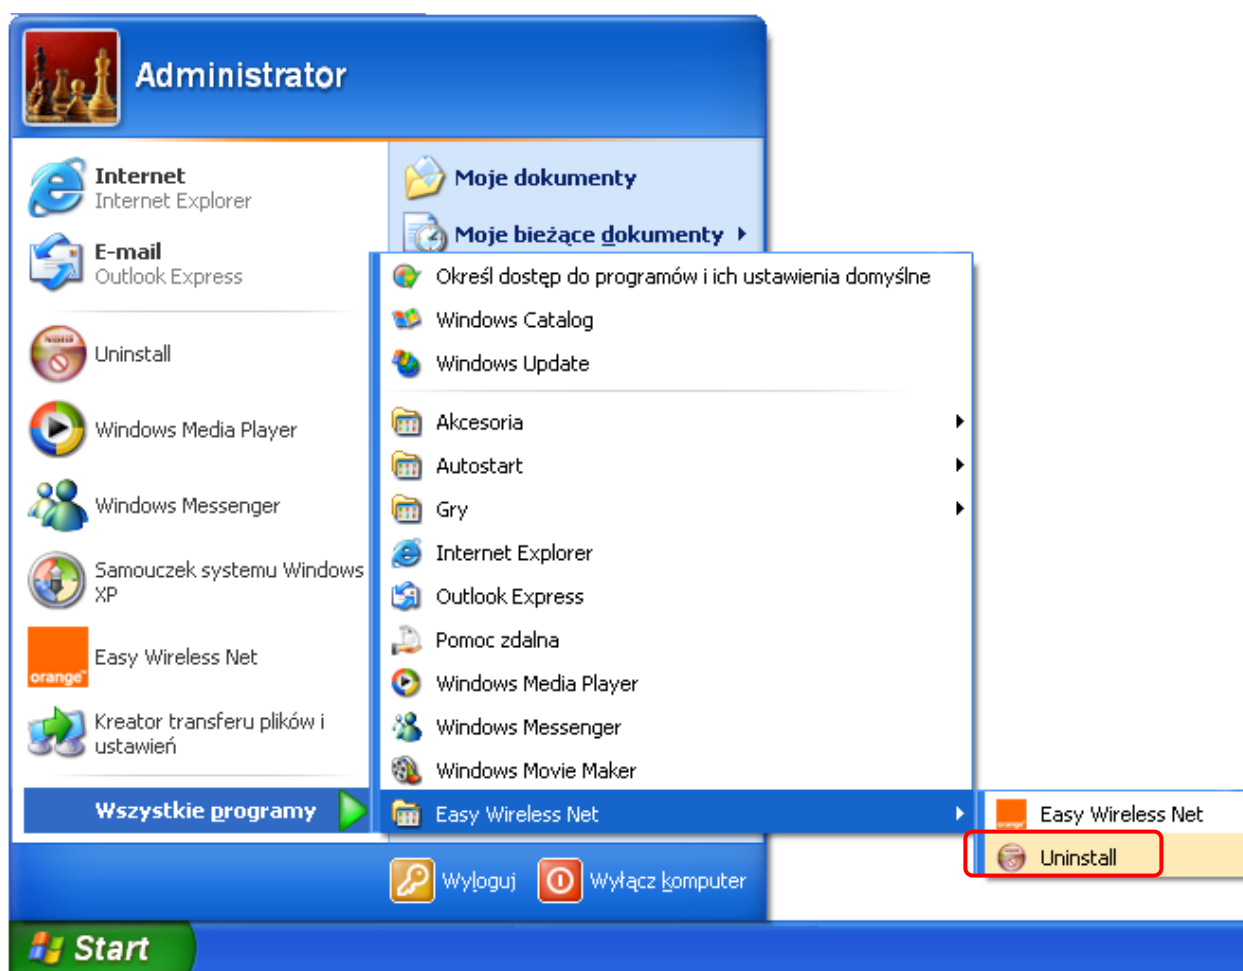 Administrator
Internet
Internet Explorer
E-mail
Outlook Express
Uninstall
Windows Media Player
Windows Messenger
Samouczek systemu Windows
XP
orange
Easy Wireless Net
Kreator transferu plików i
ustawień
Wszystkie programy
Moje dokumenty
Moje bieżące dokumenty
Określ dostęp do programów i ich ustawienia domyślne
Windows Catalog
Windows Update
Akcesoria
Autostart
Gry
Internet Explorer
Outlook Express
Pomoc zdalna
Windows Media Player
Windows Messenger
Windows Movie Maker
Easy Wireless Net
Easy Wireless Net
Uninstall
Wyloguj
Wyłącz komputer
Start